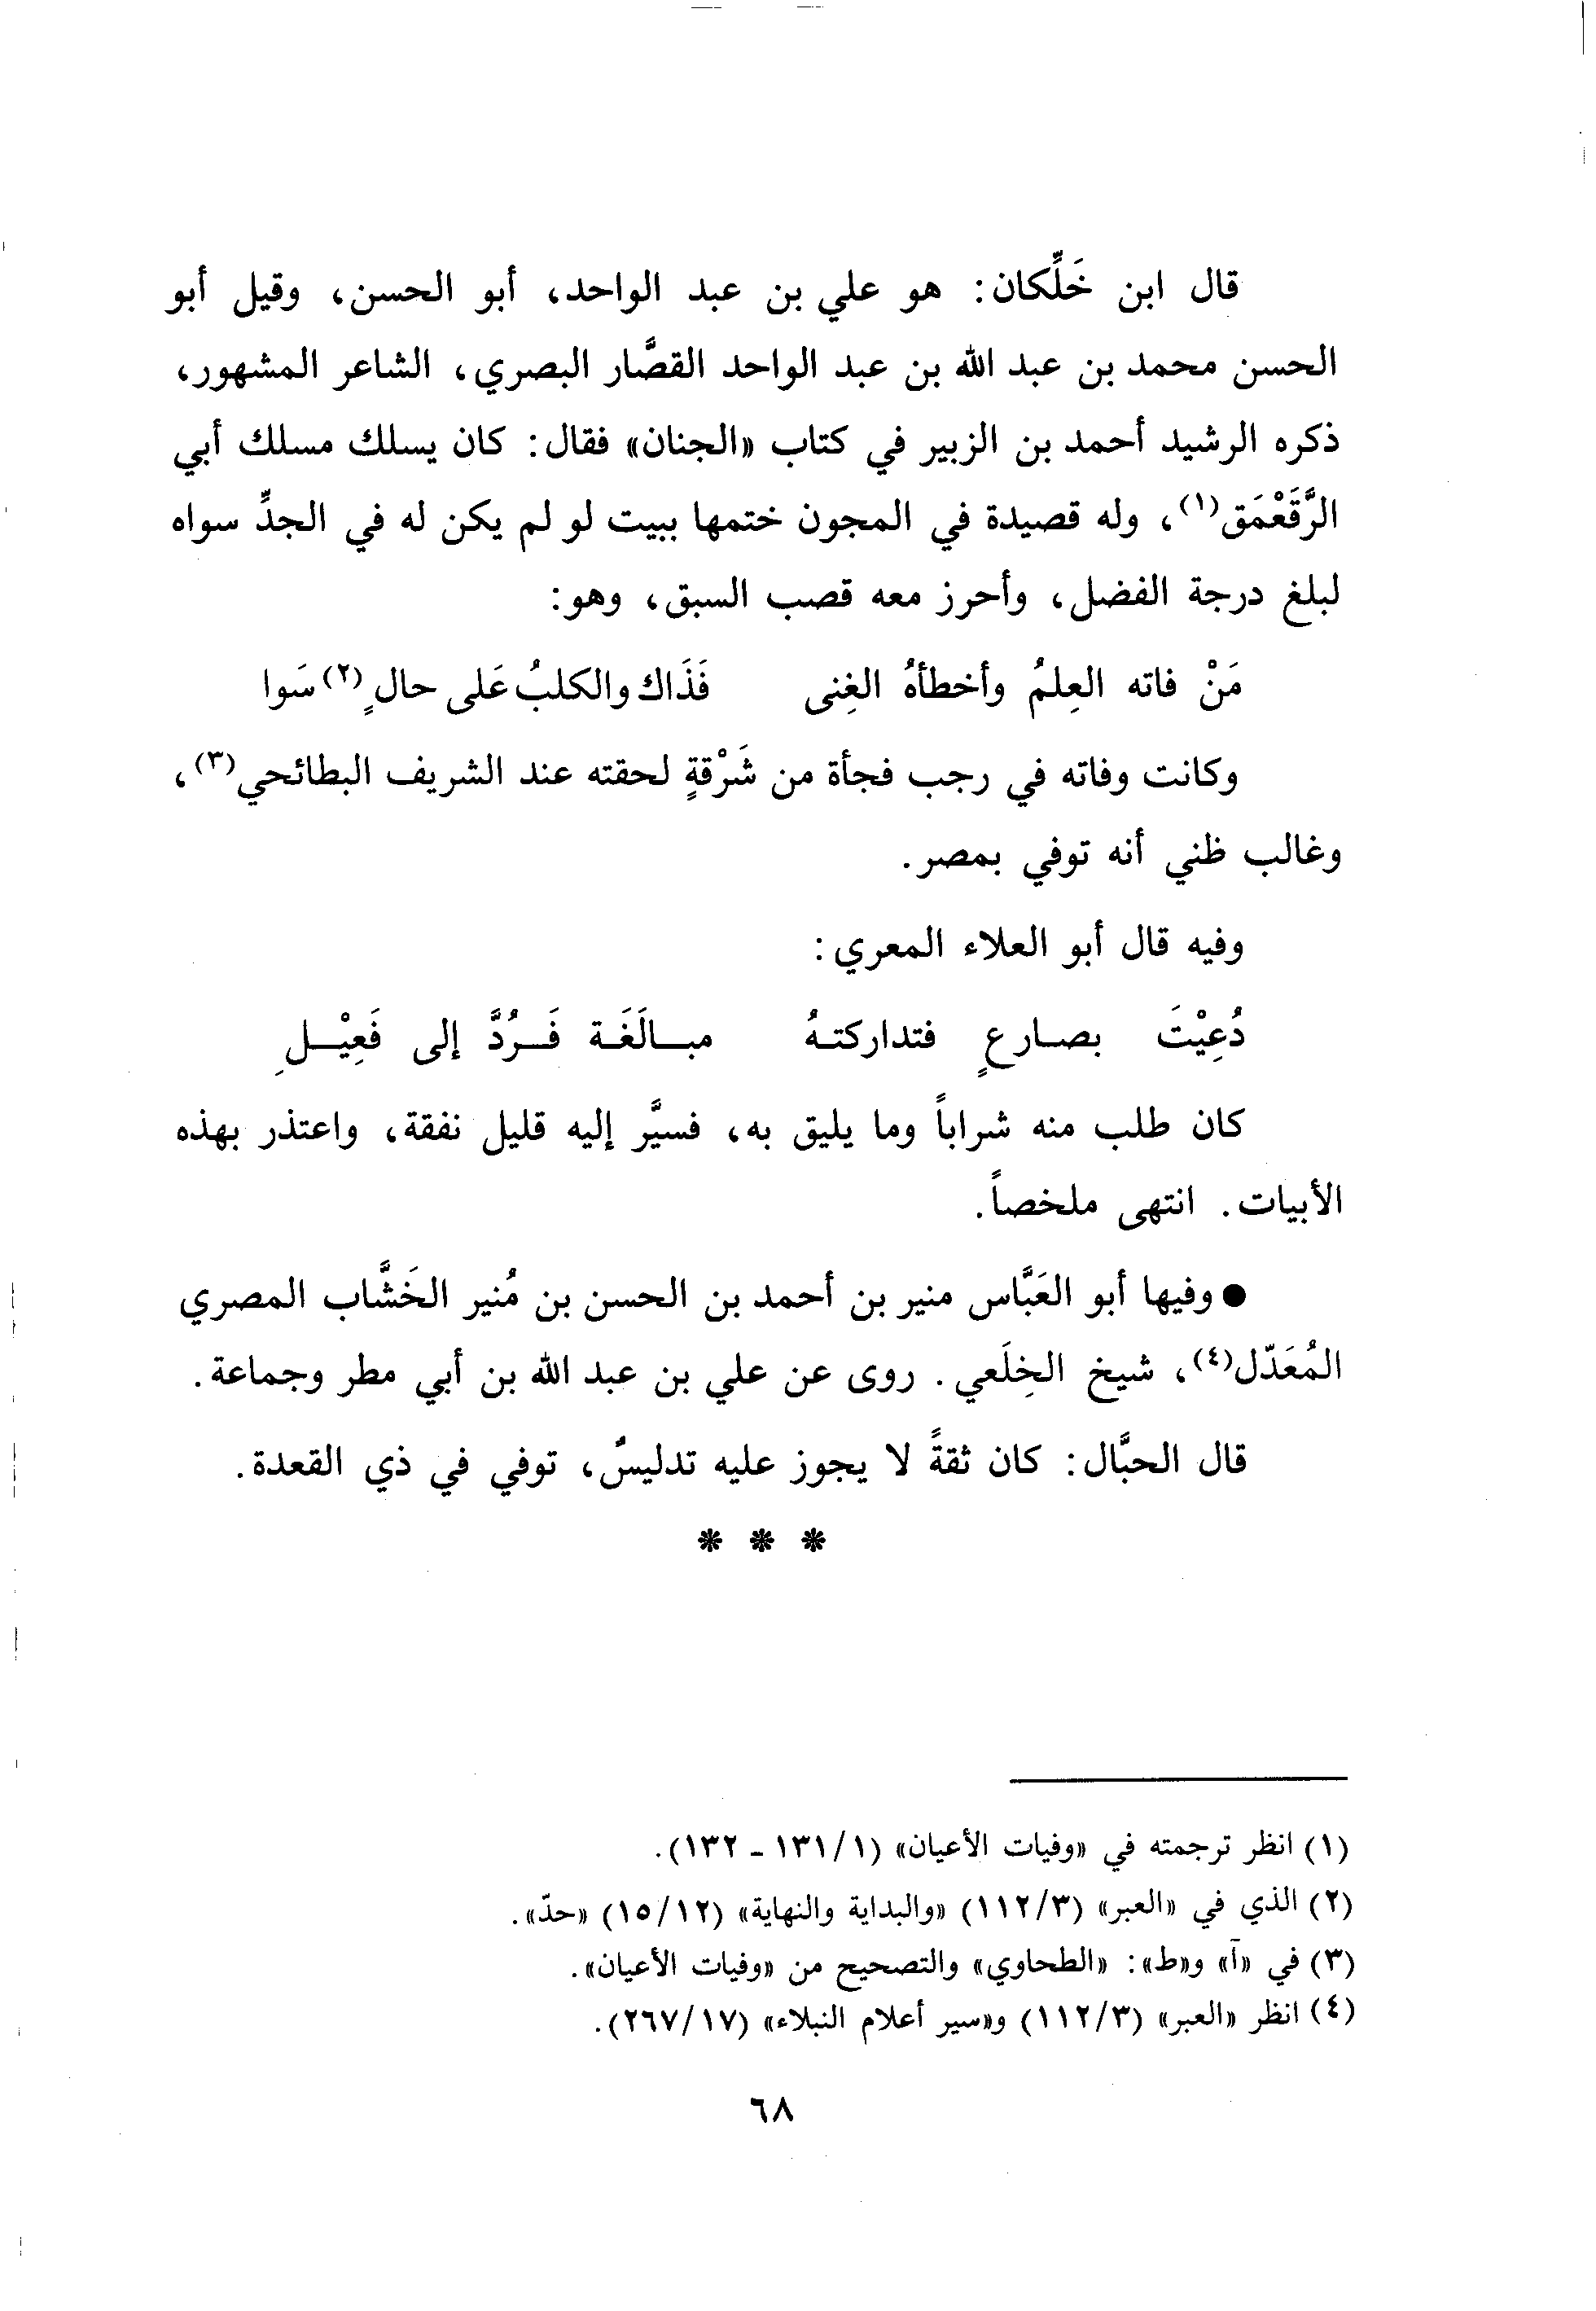 قال ابن خَلِّكان: هو علي بن عبد الواحد، أبو الحسن، وقيل أبو
الحسن محمد بن عبد الله بن عبد الواحد القصَّار البصري، الشاعر المشهور،
ذكره الرشيد أحمد بن الزبير في كتاب «الجنان» فقال: كان يسلك مسلك أبي
الرَّقَعْمَق(١)، وله قصيدة في المجون ختمها ببيت لو لم يكن له في الجدِّ سواه
لبلغ درجة الفضل، وأحرز معه قصب السبق، وهو:
مَنْ فاته العِلمُ وأخطأهُ الغِنى فَذَاك والكلبُ عَلى حالٍ(٢) سَوا
وكانت وفاته في رجب فجأة من شَرْقةٍ لحقته عند الشريف البطائحي(٣)،
وغالب ظني أنه توفي بمصر.
وفيه قال أبو العلاء المعري:
دُعِيْتَ بصـارعٍ فتداركتـهُ مبـالَغَـة فَـرُدَّ إلى فَعِيْـلِ
كان طلب منه شراباً وما يليق به، فسيَّر إليه قليل نفقة، واعتذر بهذه
الأبيات. انتهى ملخصاً.
● وفيها أبو العَبَّاس منير بن أحمد بن الحسن بن مُنير الخَشَّاب المصري
المُعَدّل(٤)، شيخ الخِلَعي. روى عن علي بن عبد الله بن أبي مطر وجماعة.
قال الحبَّال: كان ثقةً لا يجوز عليه تدليسٌ، توفي في ذي القعدة.
* * *
(١) انظر ترجمته في «وفيات الأعيان» (١/ ١٣١ - ١٣٢).
(٢) الذي في «العبر» (٣/ ١١٢) «والبداية والنهاية» (١٢/ ١٥) «حدّ».
(٣) في «آ» و«ط»: «الطحاوي» والتصحيح من «وفيات الأعيان».
(٤) انظر «العبر» (٣/ ١١٢) و«سير أعلام النبلاء» (١٧/ ٢٦٧).
٦٨